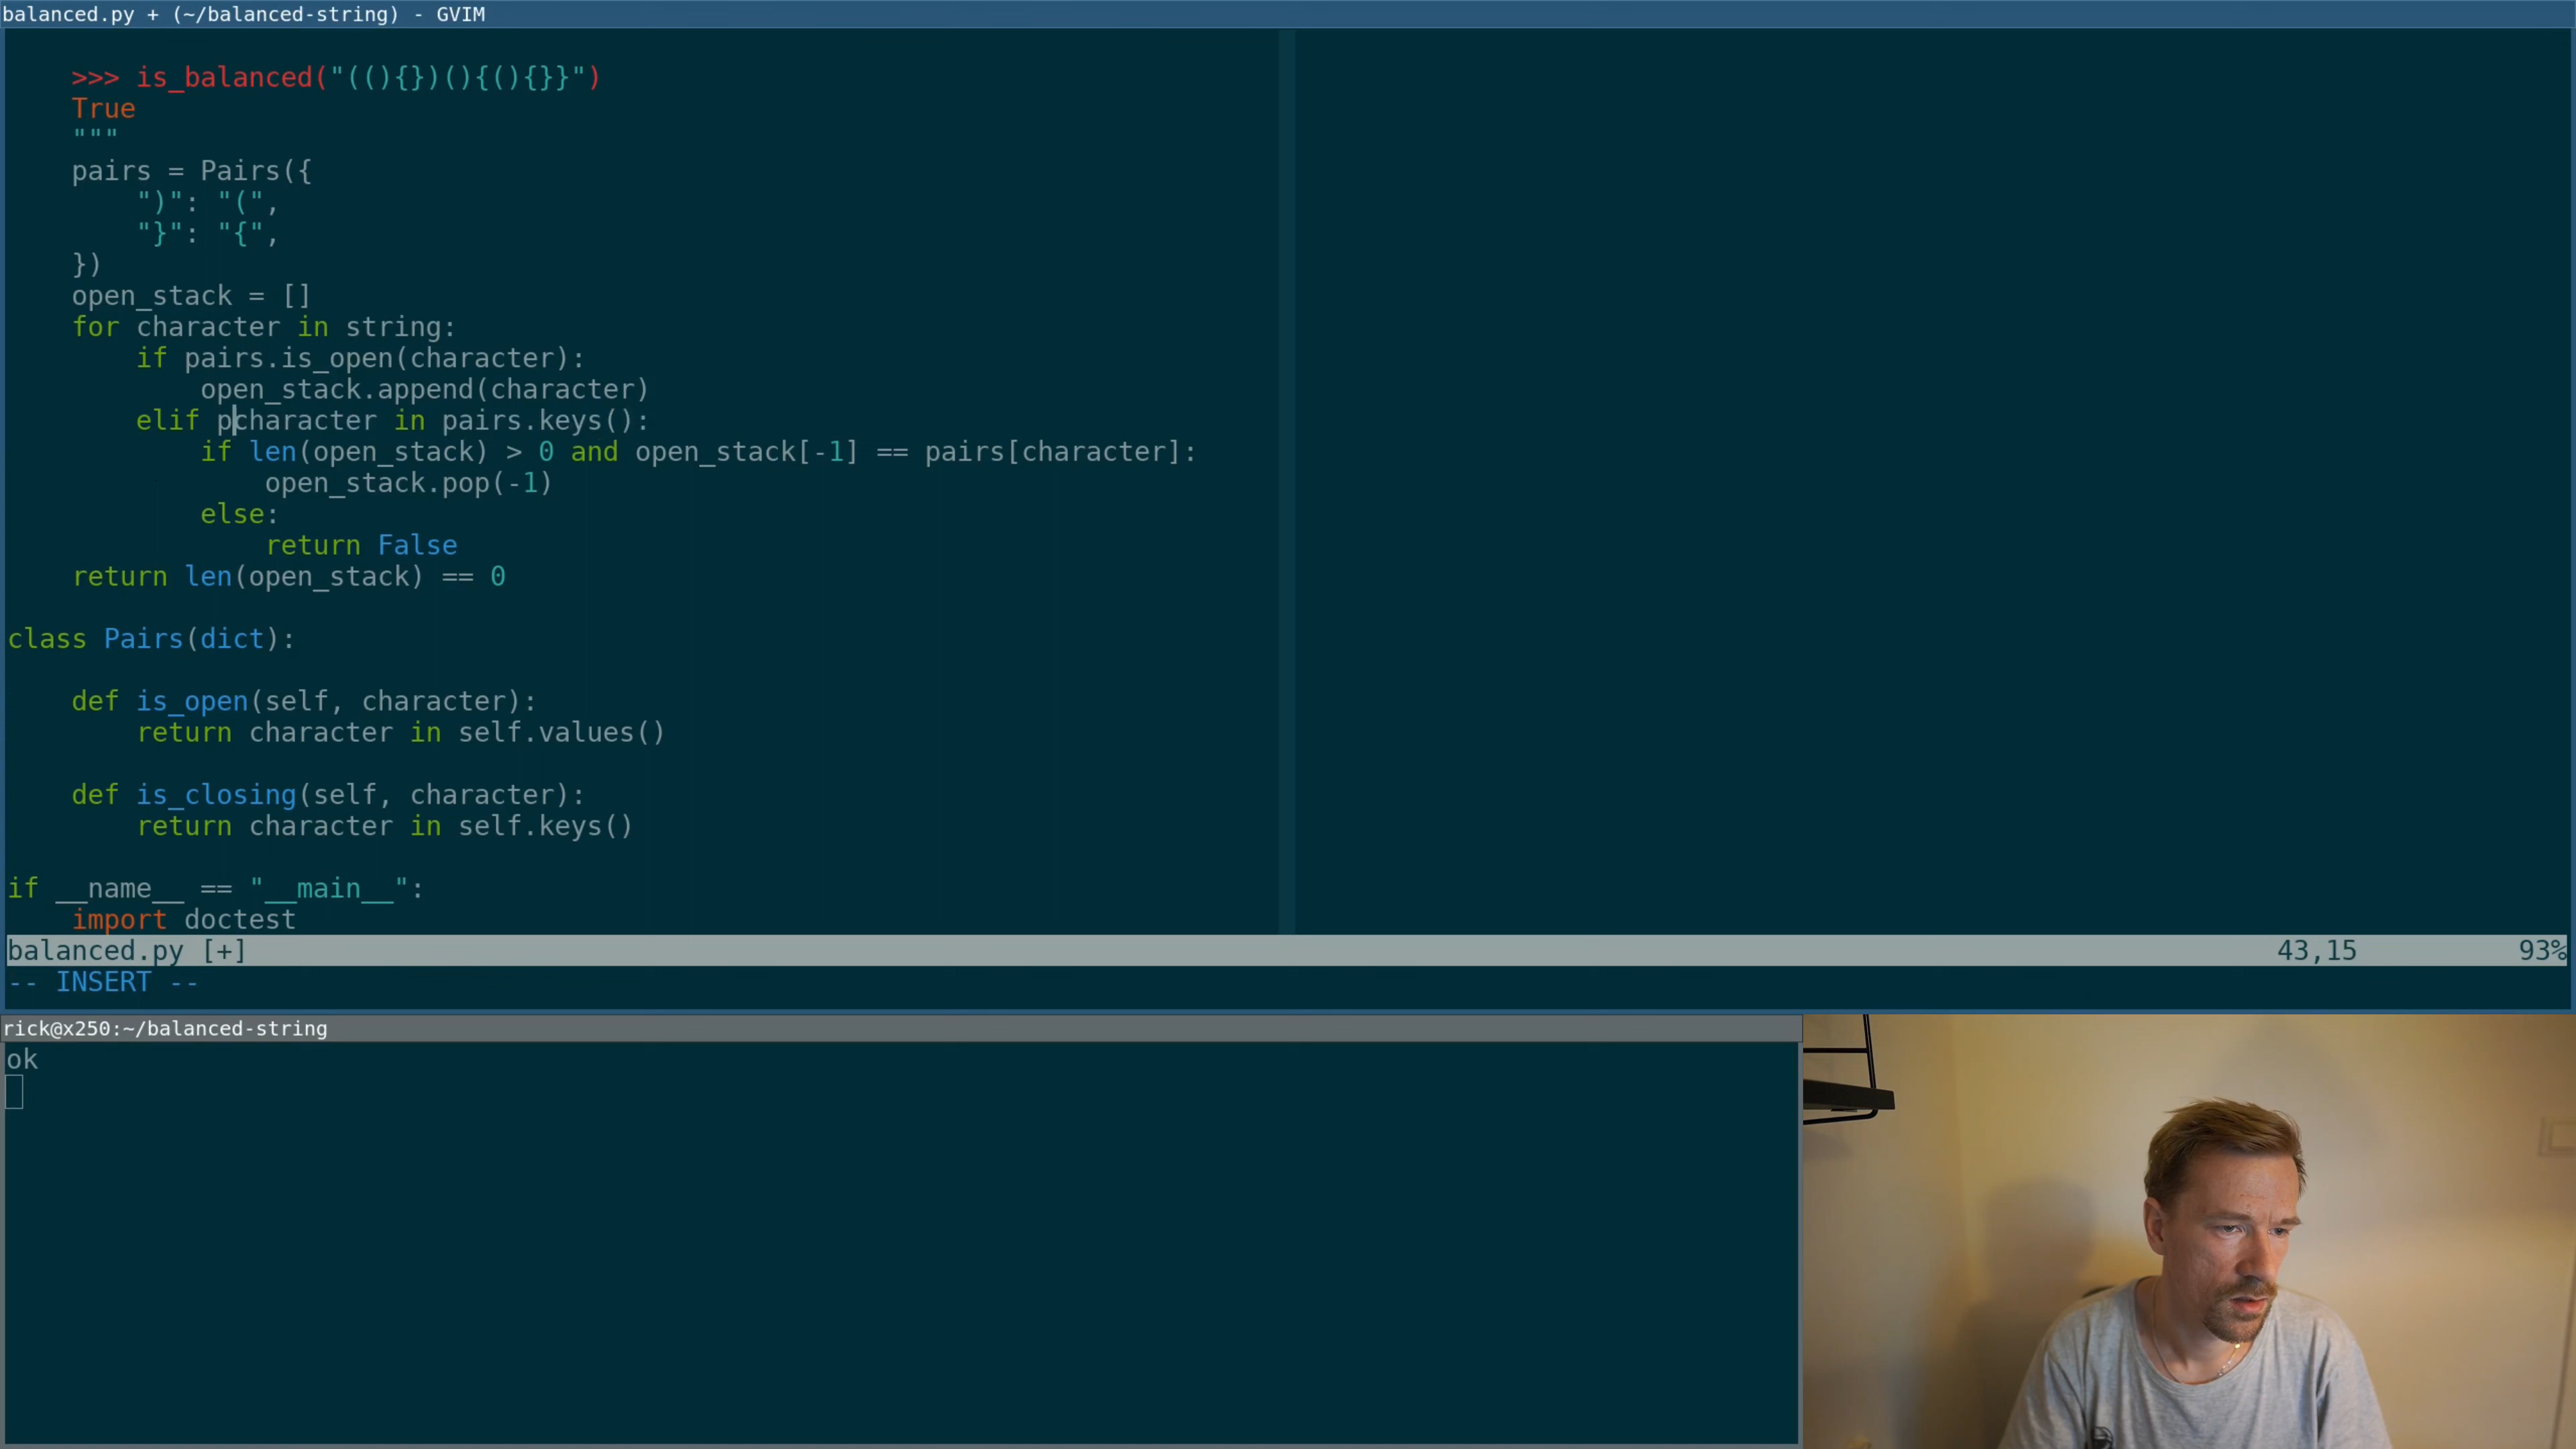 balanced.py + (~/balanced-string) - GVIM
    >>> is_balanced("((){})(){(){}}")
    True
    """
    pairs = Pairs({
        ")": "(",
        "}": "{",
    })
    open_stack = []
    for character in string:
        if pairs.is_open(character):
            open_stack.append(character)
        elif pcharacter in pairs.keys():
            if len(open_stack) > 0 and open_stack[-1] == pairs[character]:
                open_stack.pop(-1)
            else:
                return False
    return len(open_stack) == 0
class Pairs(dict):
    def is_open(self, character):
        return character in self.values()
    def is_closing(self, character):
        return character in self.keys()
if __name__ == "__main__":
    import doctest
balanced.py [+] 43,15 93%
-- INSERT --
rick@x250:~/balanced-string
ok